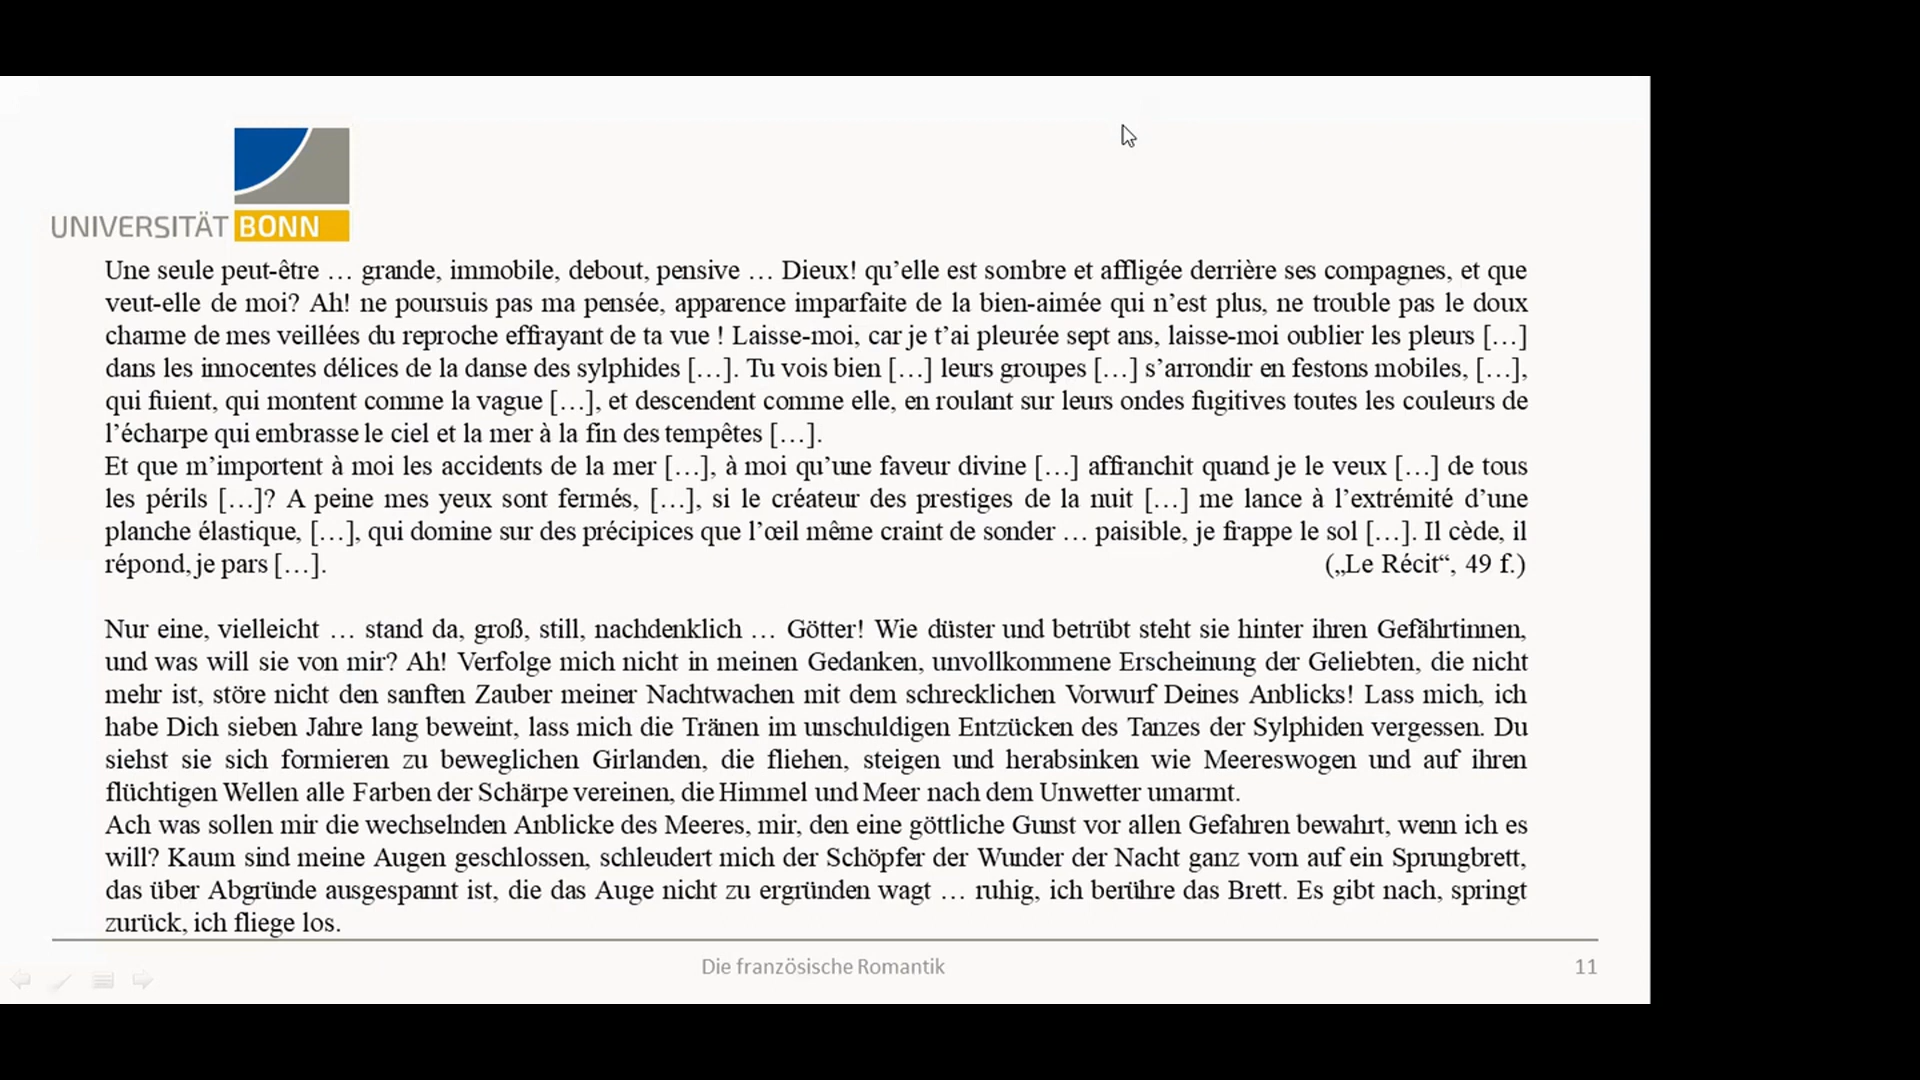 UNIVERSITÄT BONN
Une seule peut-être … grande, immobile, debout, pensive … Dieux! qu’elle est sombre et affligée derrière ses compagnes, et que
veut-elle de moi? Ah! ne poursuis pas ma pensée, apparence imparfaite de la bien-aimée qui n’est plus, ne trouble pas le doux
charme de mes veillées du reproche effrayant de ta vue ! Laisse-moi, car je t’ai pleurée sept ans, laisse-moi oublier les pleurs […]
dans les innocentes délices de la danse des sylphides […]. Tu vois bien […] leurs groupes […] s’arrondir en festons mobiles, […],
qui fuient, qui montent comme la vague […], et descendent comme elle, en roulant sur leurs ondes fugitives toutes les couleurs de
l’écharpe qui embrasse le ciel et la mer à la fin des tempêtes […].
Et que m’importent à moi les accidents de la mer […], à moi qu’une faveur divine […] affranchit quand je le veux […] de tous
les périls […]? A peine mes yeux sont fermés, […], si le créateur des prestiges de la nuit […] me lance à l’extrémité d’une
planche élastique, […], qui domine sur des précipices que l’œil même craint de sonder … paisible, je frappe le sol […]. Il cède, il
répond, je pars […]. („Le Récit“, 49 f.)
Nur eine, vielleicht … stand da, groß, still, nachdenklich … Götter! Wie düster und betrübt steht sie hinter ihren Gefährtinnen,
und was will sie von mir? Ah! Verfolge mich nicht in meinen Gedanken, unvollkommene Erscheinung der Geliebten, die nicht
mehr ist, störe nicht den sanften Zauber meiner Nachtwachen mit dem schrecklichen Vorwurf Deines Anblicks! Lass mich, ich
habe Dich sieben Jahre lang beweint, lass mich die Tränen im unschuldigen Entzücken des Tanzes der Sylphiden vergessen. Du
siehst sie sich formieren zu beweglichen Girlanden, die fliehen, steigen und herabsinken wie Meereswogen und auf ihren
flüchtigen Wellen alle Farben der Schärpe vereinen, die Himmel und Meer nach dem Unwetter umarmt.
Ach was sollen mir die wechselnden Anblicke des Meeres, mir, den eine göttliche Gunst vor allen Gefahren bewahrt, wenn ich es
will? Kaum sind meine Augen geschlossen, schleudert mich der Schöpfer der Wunder der Nacht ganz vorn auf ein Sprungbrett,
das über Abgründe ausgespannt ist, die das Auge nicht zu ergründen wagt … ruhig, ich berühre das Brett. Es gibt nach, springt
zurück, ich fliege los.
Die französische Romantik 11